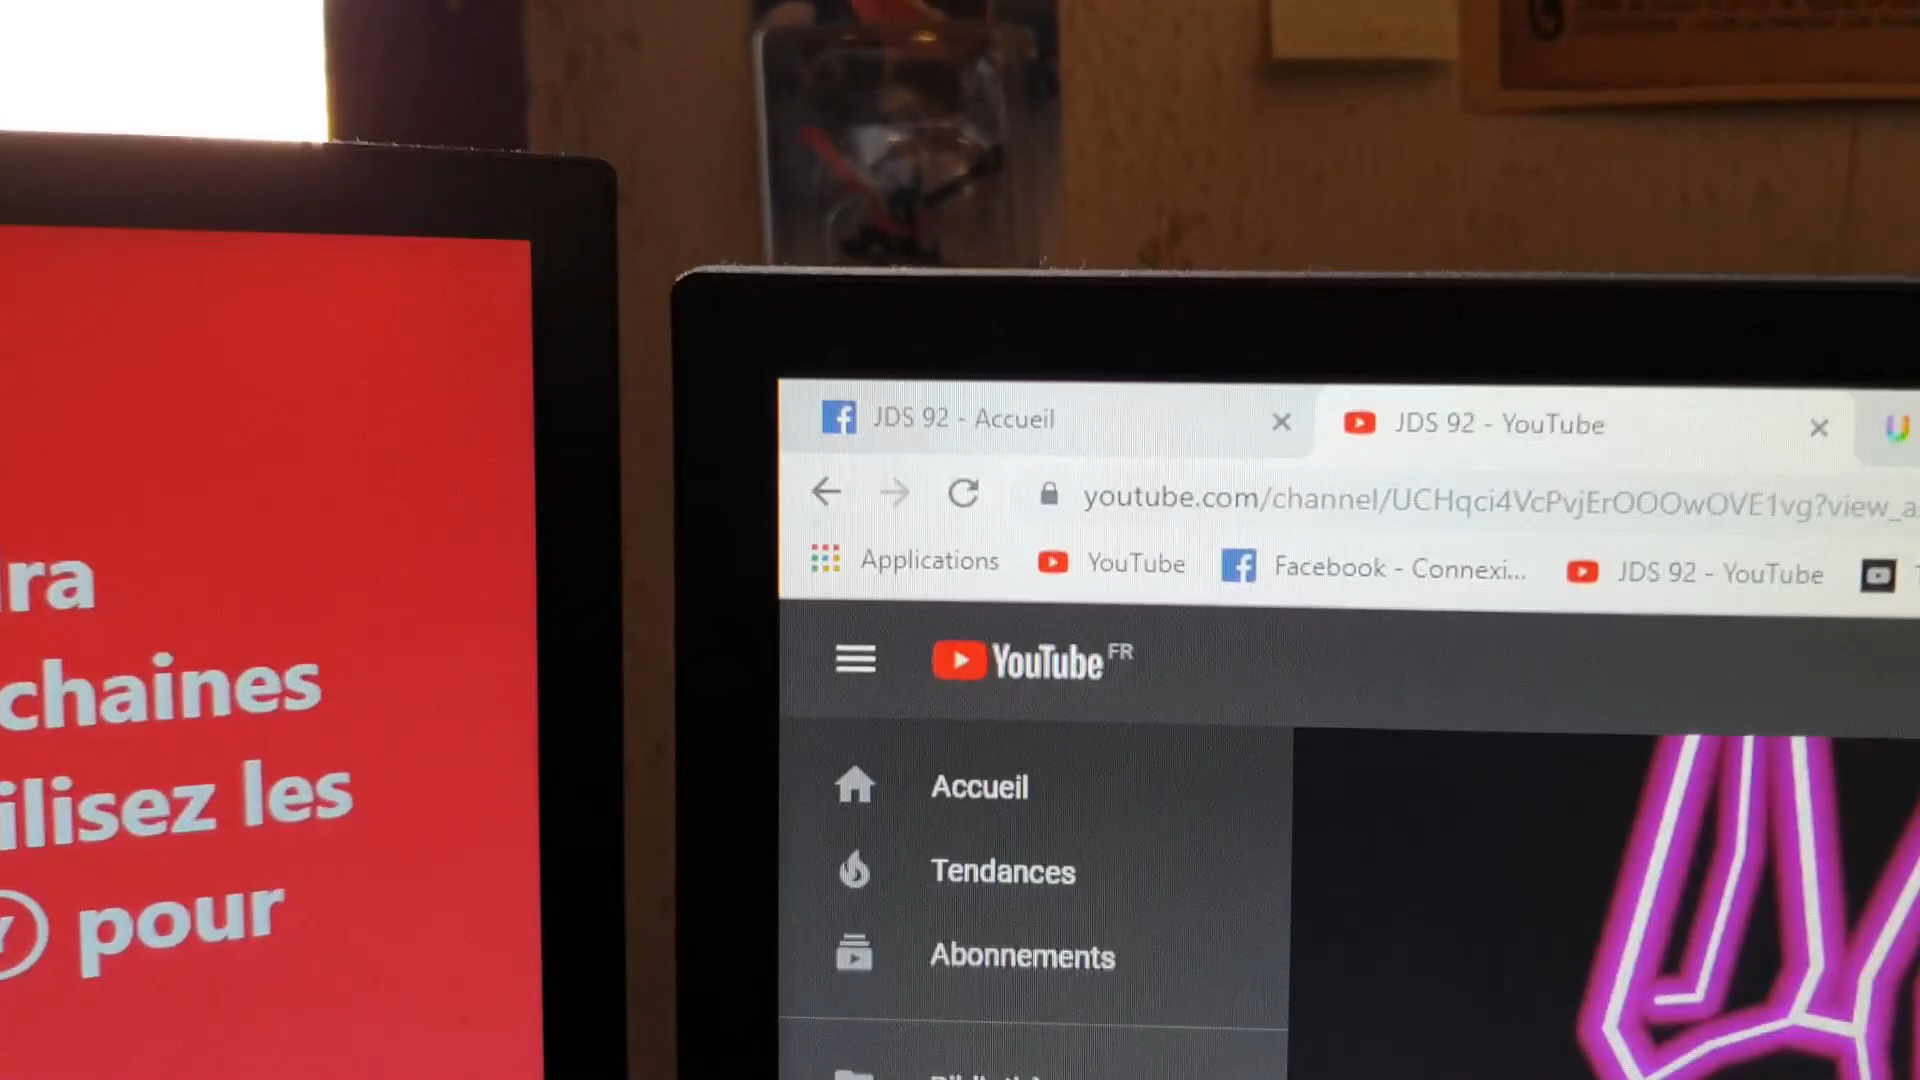 ra
chaines
ilisez les
Y pour
JDS 92 - Accueil
JDS 92 - YouTube
youtube.com/channel/UCHqci4VcPvjErOOOwOVE1vg?view_a
Applications
YouTube
Facebook - Connexi...
JDS 92 - YouTube
YouTube FR
Accueil
Tendances
Abonnements